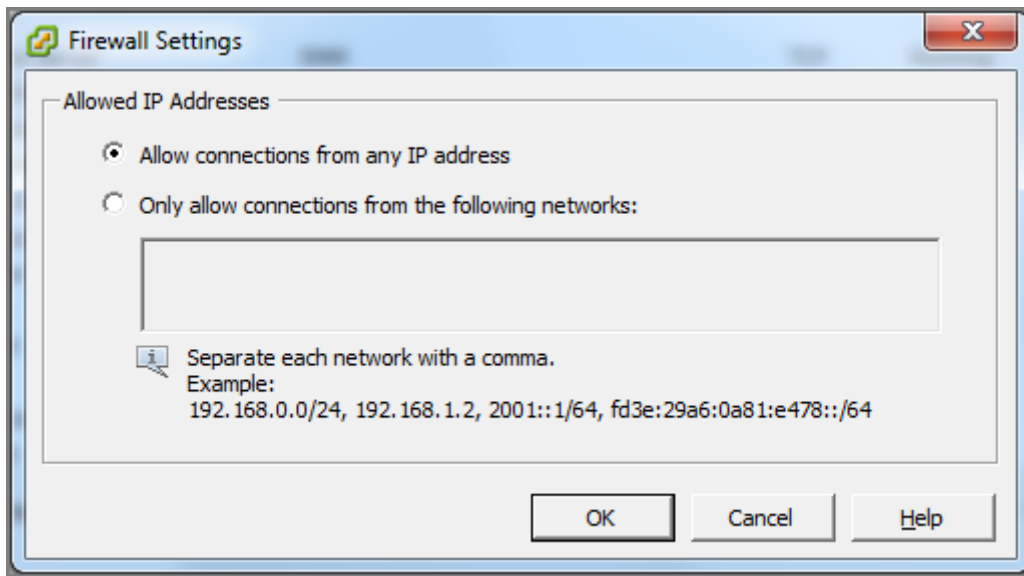 Firewall Settings
Allowed IP Addresses
Allow connections from any IP address
Only allow connections from the following networks:
Separate each network with a comma.
Example:
192.168.0.0/24, 192.168.1.2, 2001::1/64, fd3e:29a6:0a81:e478::/64
OK Cancel Help